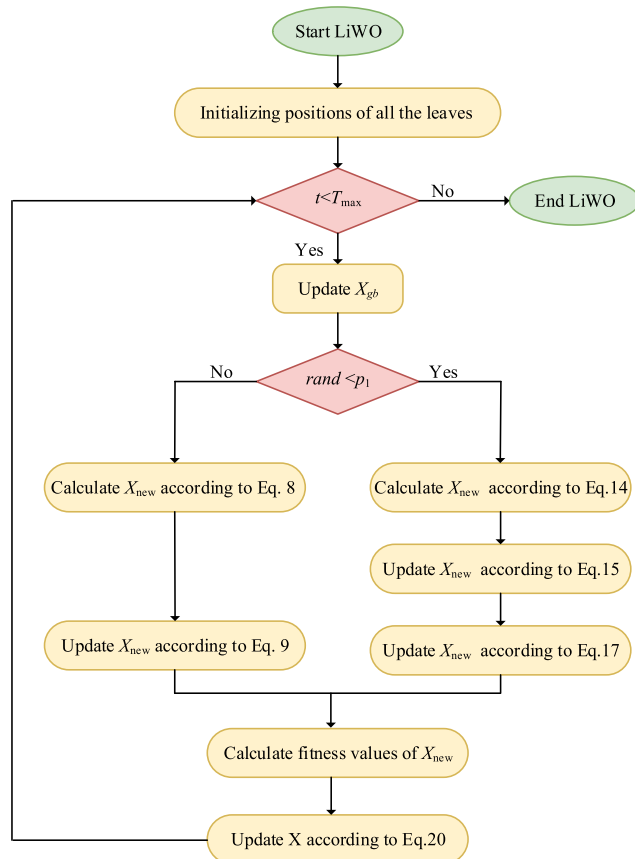 Start LiWO
Initializing positions of all the leaves
t<Tmax
No
End LiWO
Yes
Update Xgb
rand <p1
No
Yes
Calculate Xnew according to Eq. 8
Calculate Xnew according to Eq.14
Update Xnew according to Eq.15
Update Xnew according to Eq. 9
Update Xnew according to Eq.17
Calculate fitness values of Xnew
Update X according to Eq.20